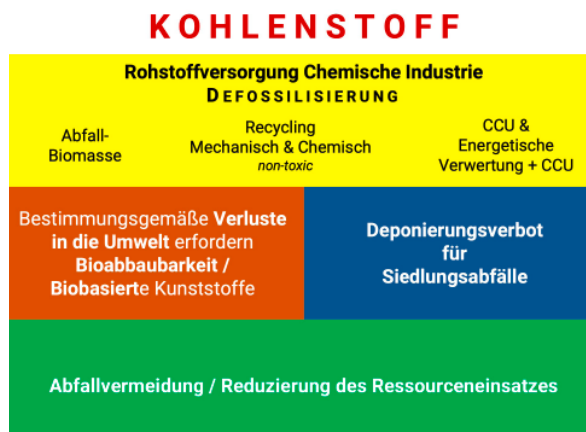 KOHLENSTOFF
Rohstoffversorgung Chemische Industrie
DEFOSSILISIERUNG
Abfall-
Biomasse
Recycling
Mechanisch & Chemisch
non-toxic
CCU &
Energetische
Verwertung + CCU
Bestimmungsgemäße Verluste
in die Umwelt erfordern
Bioabbaubarkeit /
Biobasierte Kunststoffe
Deponierungsverbot
für
Siedlungsabfälle
Abfallvermeidung / Reduzierung des Ressourceneinsatzes